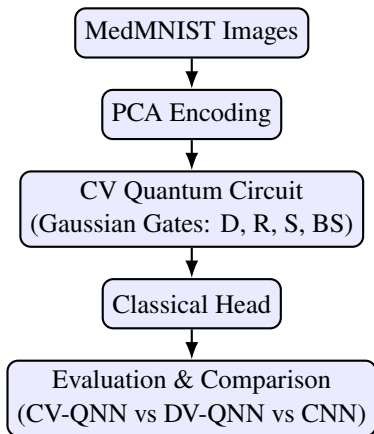 MedMNIST Images
PCA Encoding
CV Quantum Circuit
(Gaussian Gates: D, R, S, BS)
Classical Head
Evaluation & Comparison
(CV-QNN vs DV-QNN vs CNN)